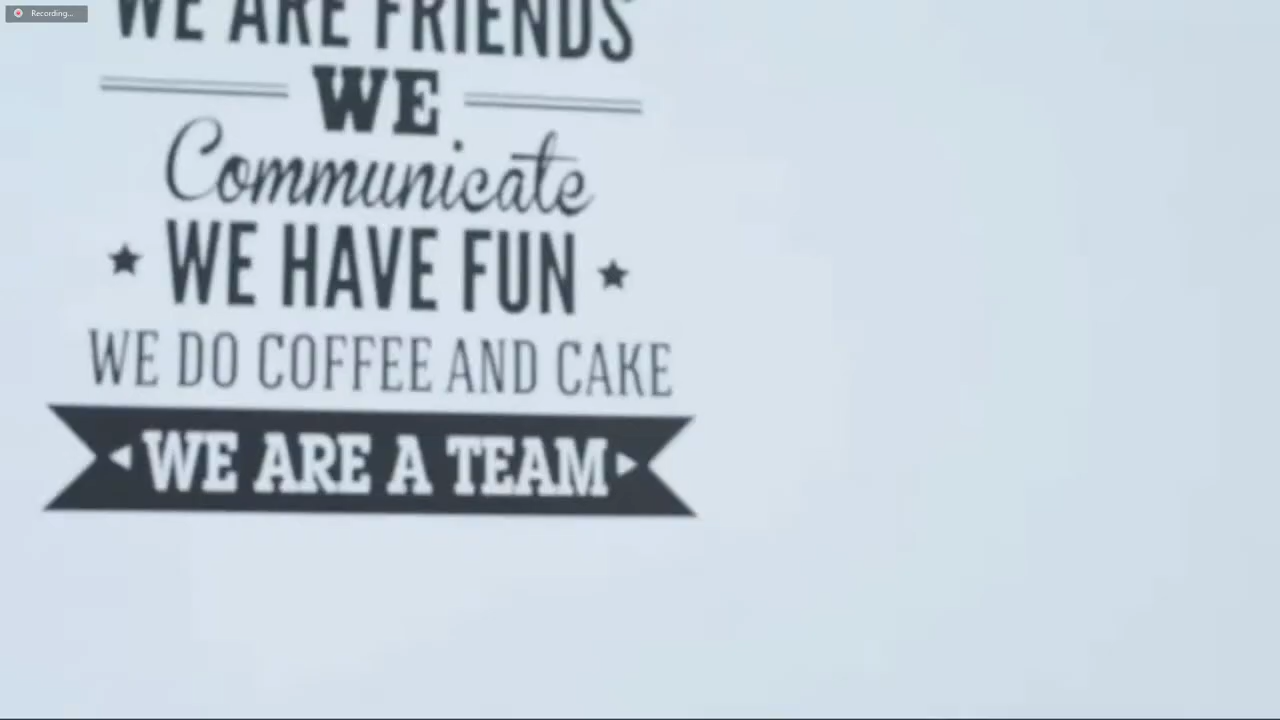 Recording...
WE ARE FRIENDS
WE
Communicate
WE HAVE FUN
WE DO COFFEE AND CAKE
WE ARE A TEAM